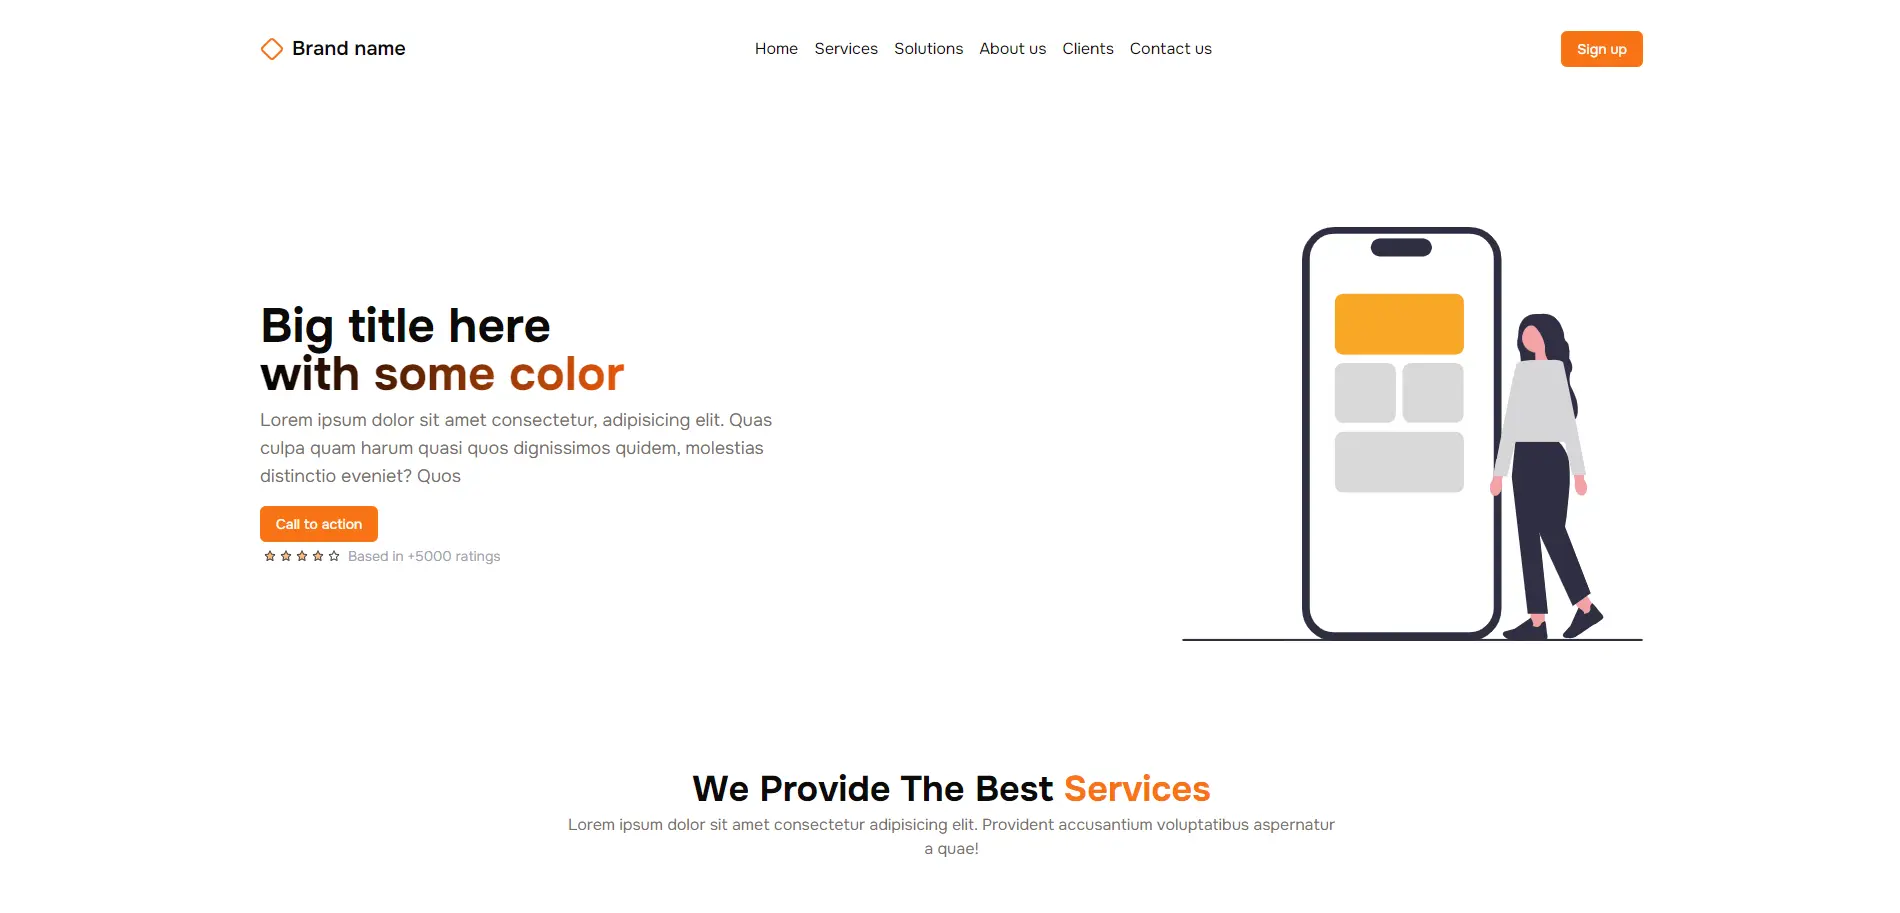 Brand name
Home Services Solutions About us Clients Contact us
Sign up
Big title here
with some color
Lorem ipsum dolor sit amet consectetur, adipisicing elit. Quas
culpa quam harum quasi quos dignissimos quidem, molestias
distinctio eveniet? Quos
Call to action
Based in +5000 ratings
We Provide The Best Services
Lorem ipsum dolor sit amet consectetur adipisicing elit. Provident accusantium voluptatibus aspernatur
a quae!